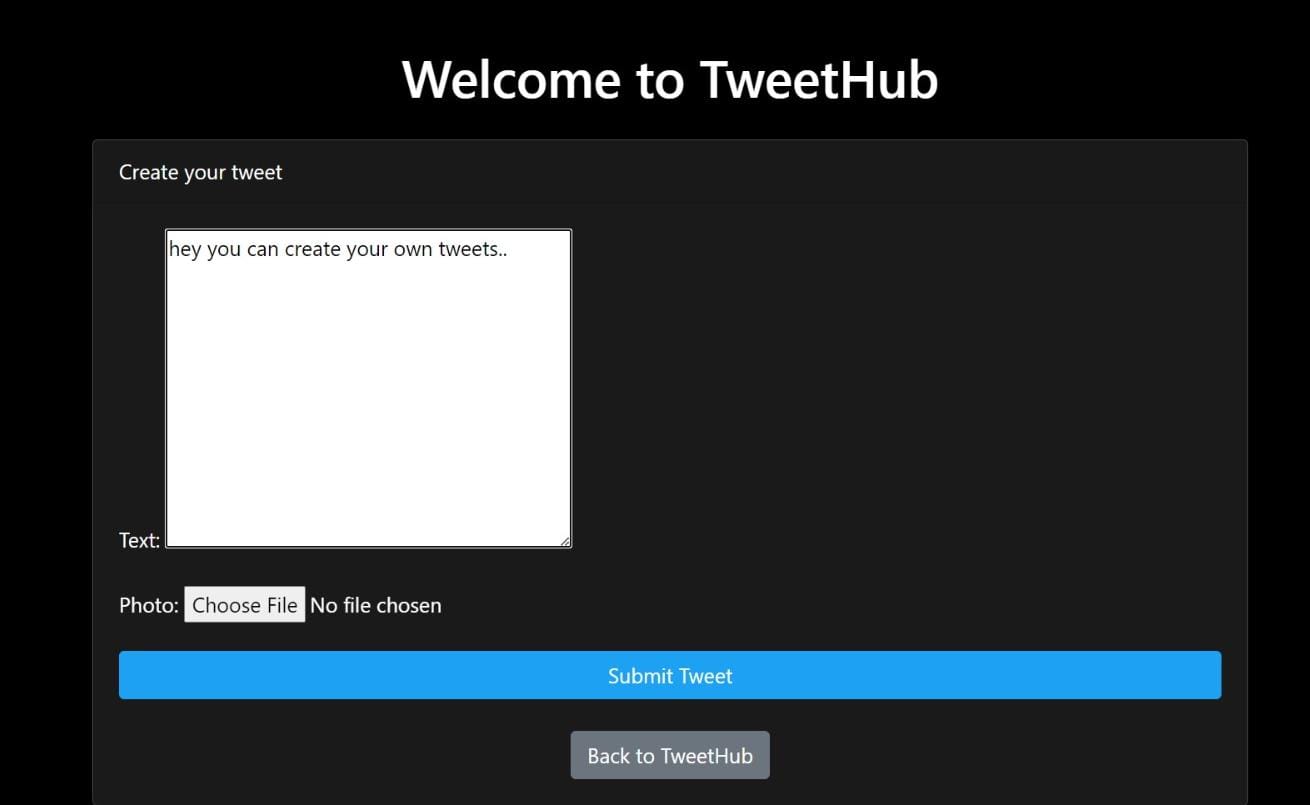 Welcome to TweetHub
Create your tweet
hey you can create your own tweets..
Text:
Photo: Choose File No file chosen
Submit Tweet
Back to TweetHub